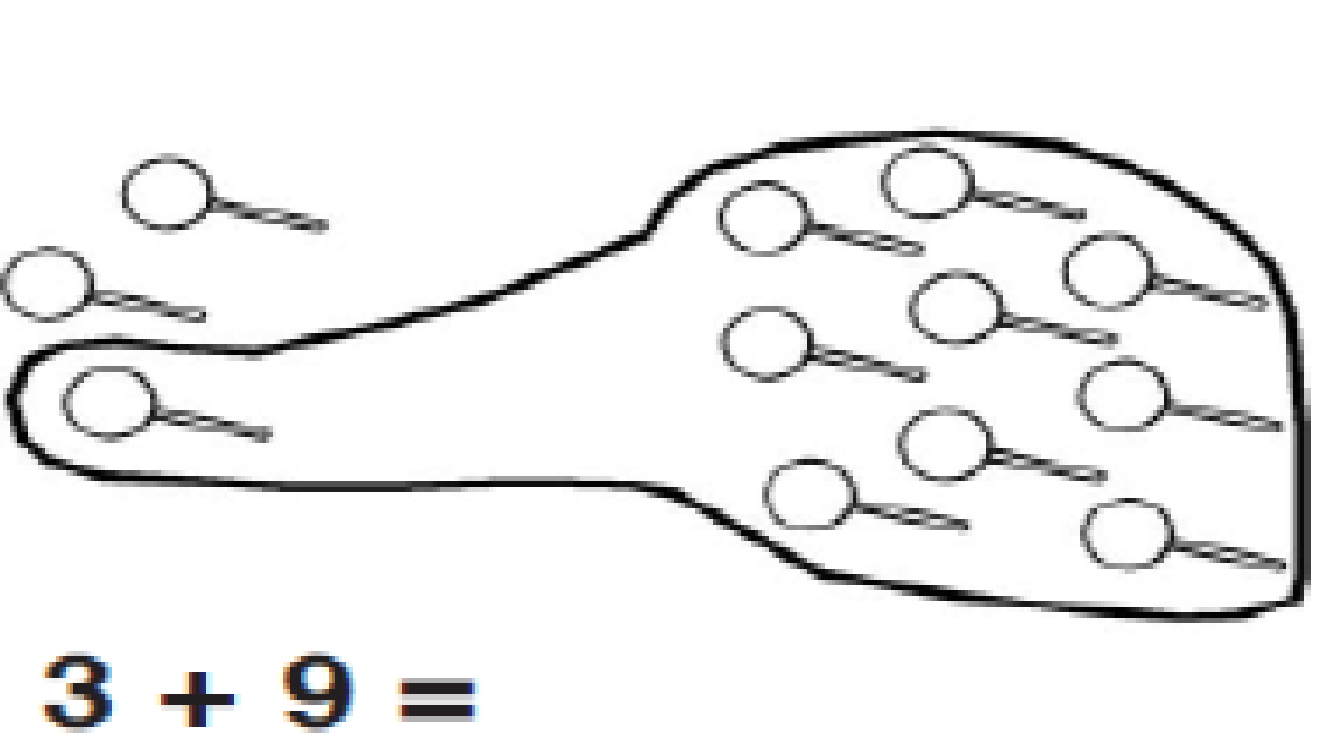 3 + 9 =